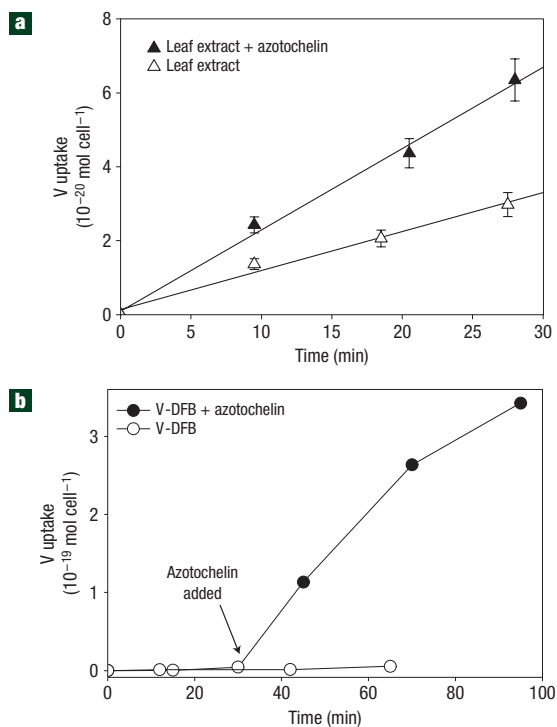 a
Leaf extract + azotochelin
Leaf extract
8
6
4
2
0
V uptake
(10⁻²⁰ mol cell⁻¹)
0 5 10 15 20 25 30
Time (min)
b
V-DFB + azotochelin
V-DFB
3
2
1
0
V uptake
(10⁻¹⁹ mol cell⁻¹)
Azotochelin
added
0 20 40 60 80 100
Time (min)